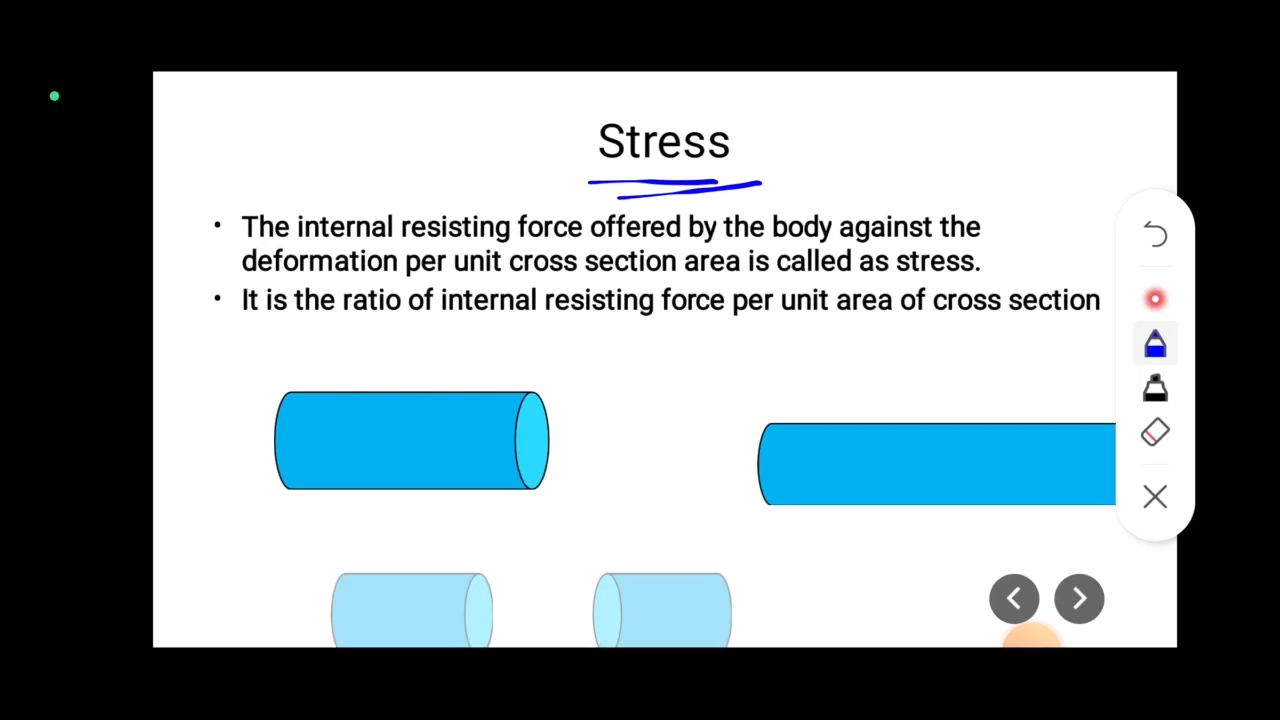 Stress
• The internal resisting force offered by the body against the
deformation per unit cross section area is called as stress.
• It is the ratio of internal resisting force per unit area of cross section